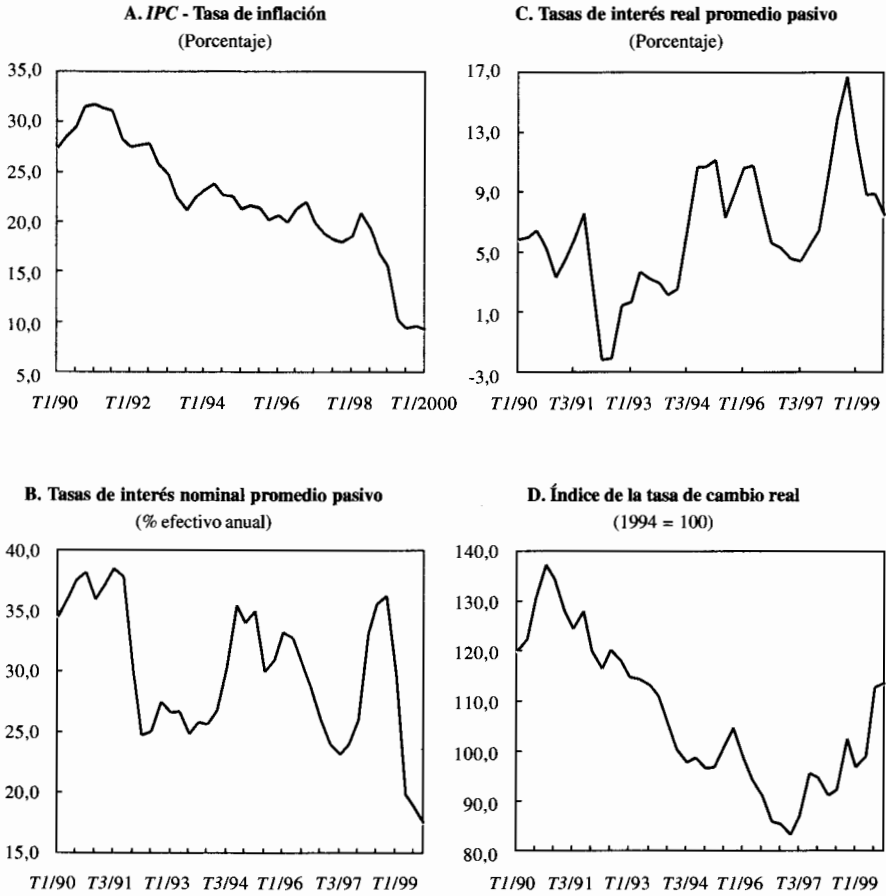 A. IPC - Tasa de inflación
(Porcentaje)
35,0
30,0
25,0
20,0
15,0
10,0
5,0
T1/90 T1/92 T1/94 T1/96 T1/98 T1/2000
C. Tasas de interés real promedio pasivo
(Porcentaje)
17,0
13,0
9,0
5,0
1,0
-3,0
T1/90 T3/91 T1/93 T3/94 T1/96 T3/97 T1/99
B. Tasas de interés nominal promedio pasivo
(% efectivo anual)
40,0
35,0
30,0
25,0
20,0
15,0
T1/90 T3/91 T1/93 T3/94 T1/96 T3/97 T1/99
D. Índice de la tasa de cambio real
(1994 = 100)
140,0
130,0
120,0
110,0
100,0
90,0
80,0
T1/90 T3/91 T1/93 T3/94 T1/96 T3/97 T1/99